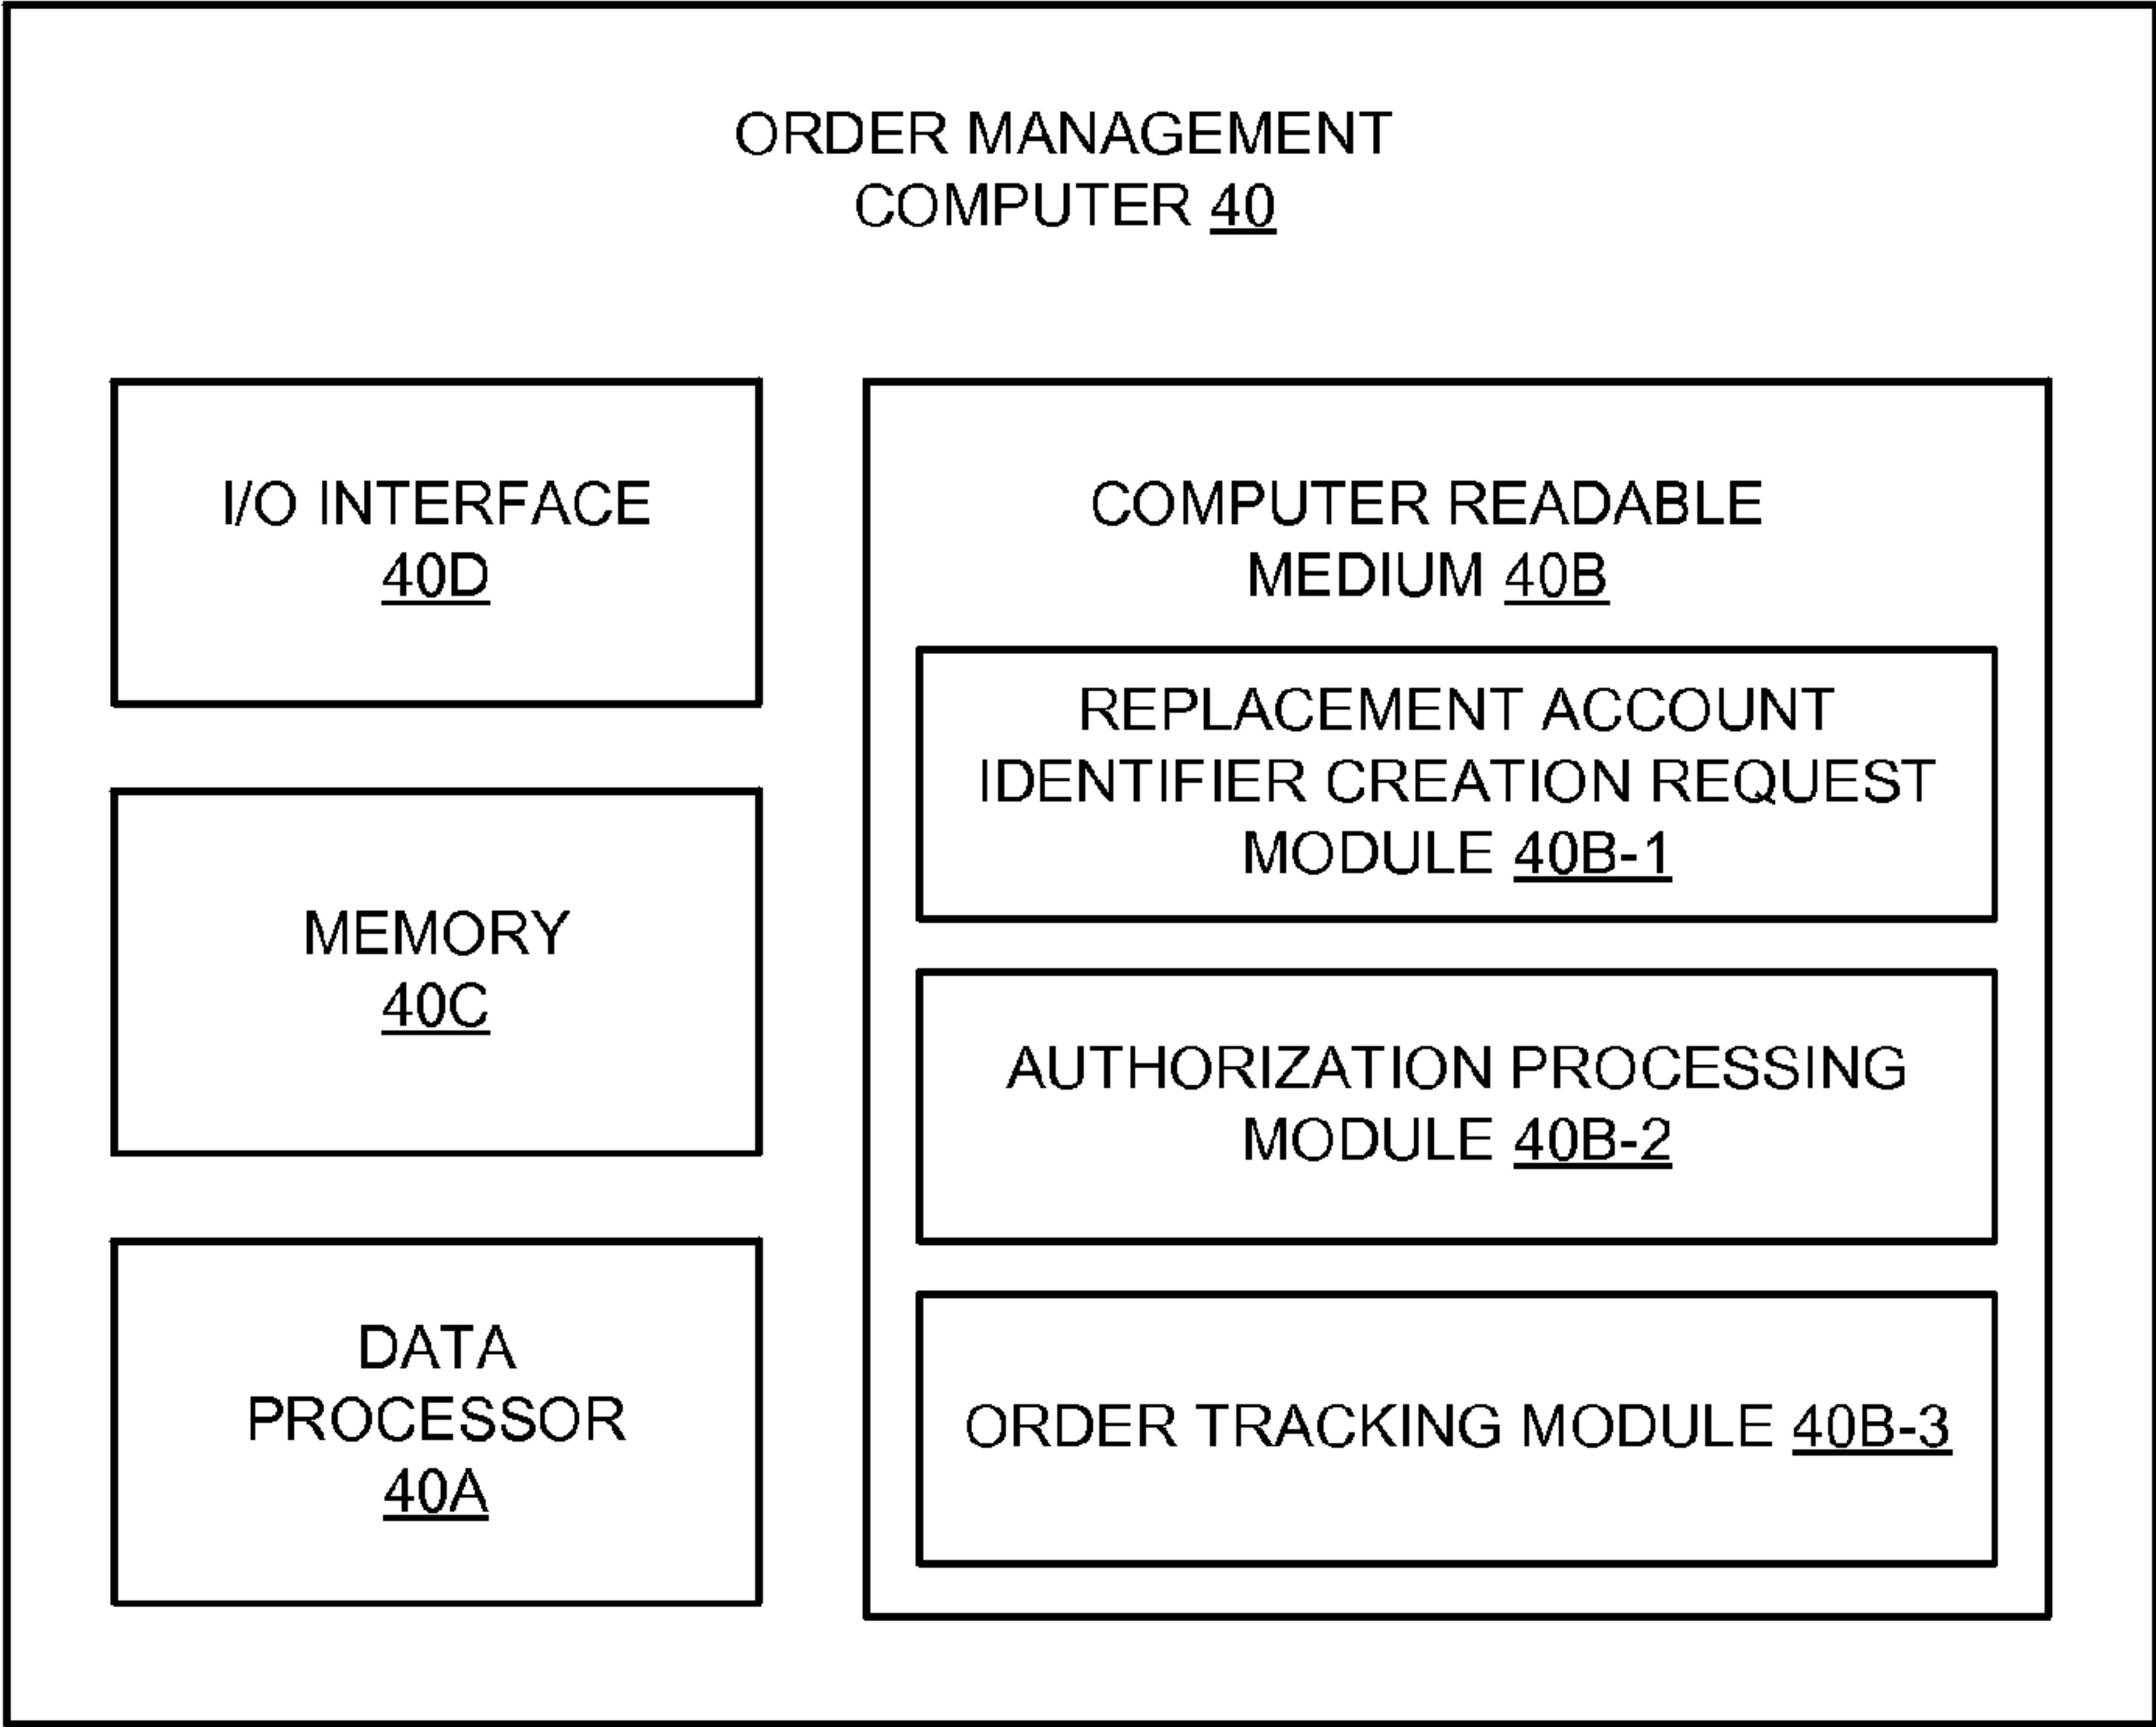 ORDER MANAGEMENT
COMPUTER 40
I/O INTERFACE
40D
MEMORY
40C
DATA
PROCESSOR
40A
COMPUTER READABLE
MEDIUM 40B
REPLACEMENT ACCOUNT
IDENTIFIER CREATION REQUEST
MODULE 40B-1
AUTHORIZATION PROCESSING
MODULE 40B-2
ORDER TRACKING MODULE 40B-3